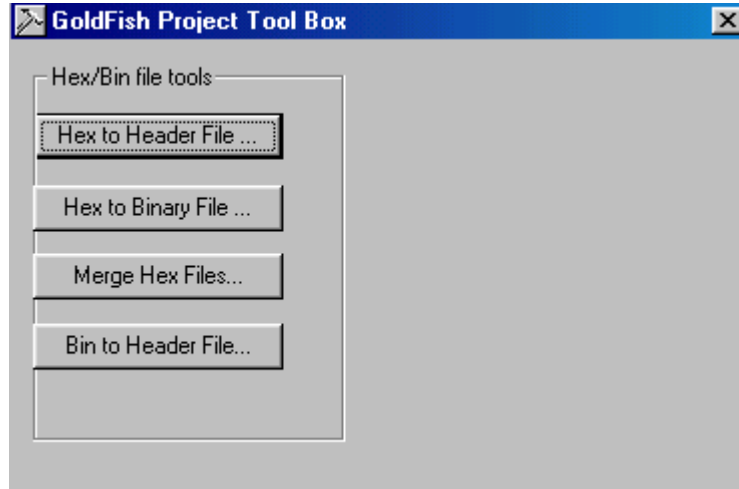 GoldFish Project Tool Box
Hex/Bin file tools
Hex to Header File ...
Hex to Binary File ...
Merge Hex Files...
Bin to Header File...